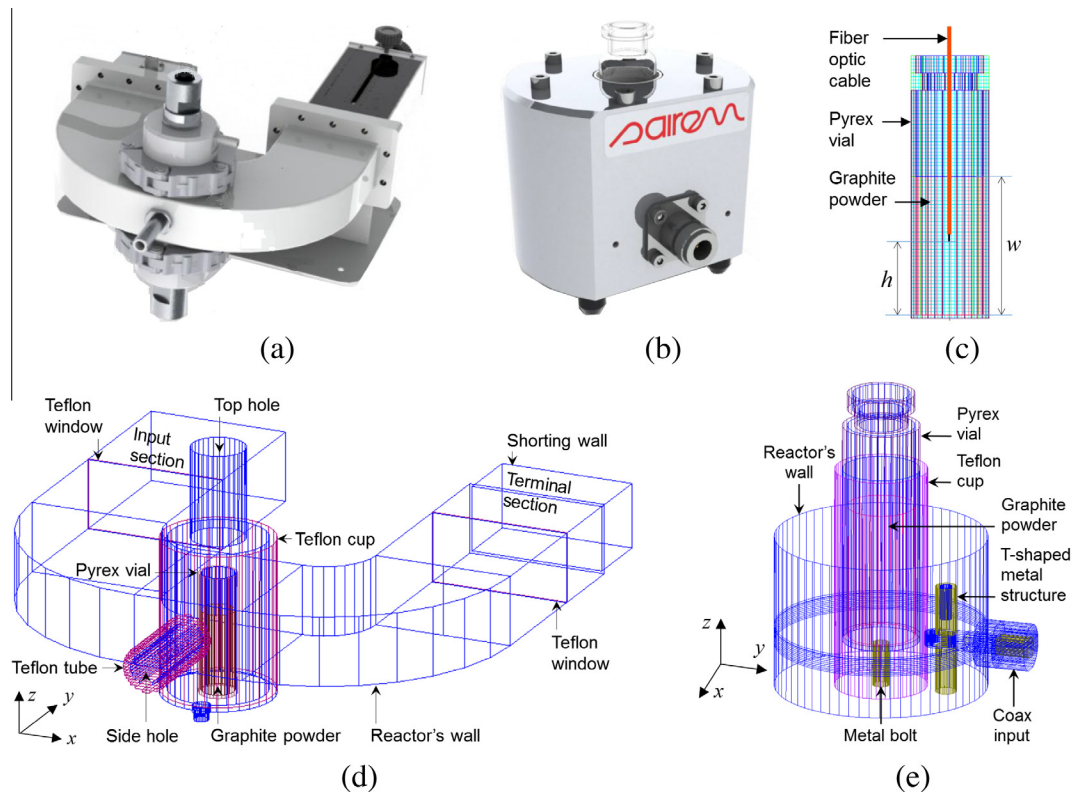 sairem
Fiber
optic
cable
Pyrex
vial
Graphite
powder
h
w
(a)
(b)
(c)
Teflon
window
Top hole
Input
section
Shorting wall
Terminal
section
Teflon cup
Pyrex vial
Teflon tube
Teflon
window
z
y
x
Side hole
Graphite powder
Reactor's wall
(d)
Pyrex
vial
Reactor's
wall
Teflon
cup
Graphite
powder
T-shaped
metal
structure
z
y
x
Metal bolt
Coax
input
(e)